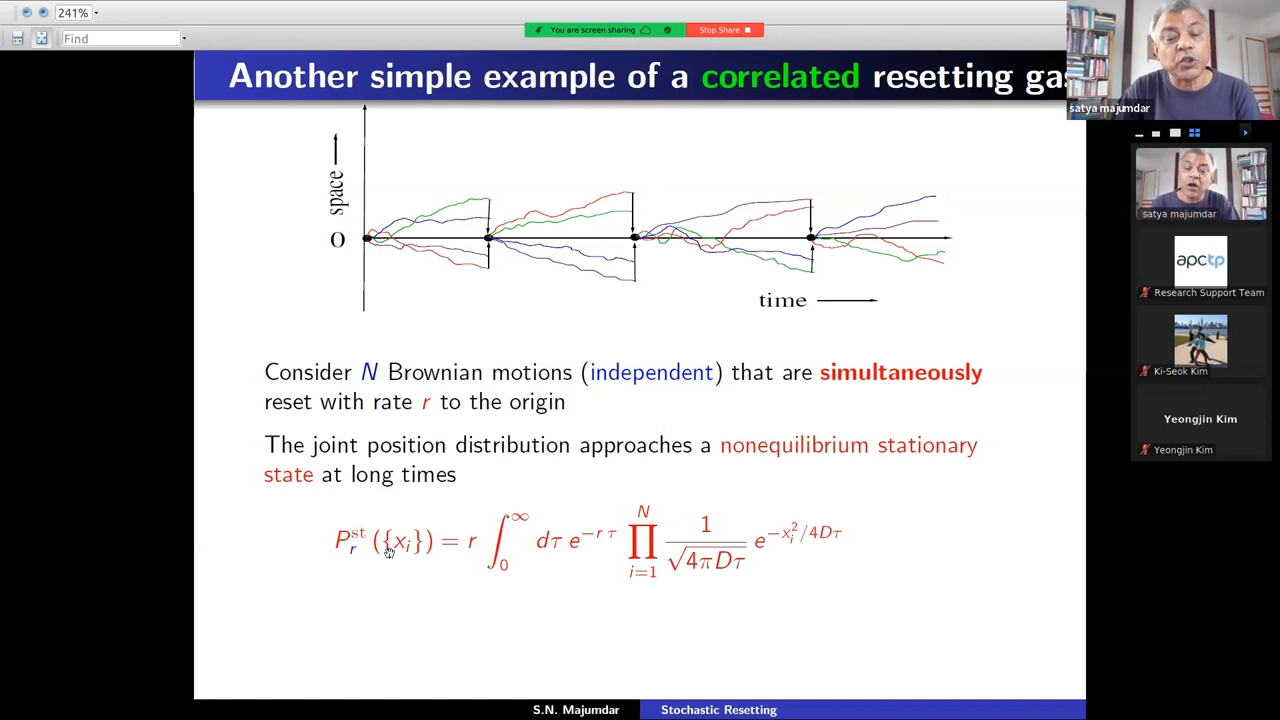 241%
Find
You are screen sharing
Stop Share
Another simple example of a correlated resetting ga
satya majumdar
space
O
time
Consider N Brownian motions (independent) that are simultaneously
reset with rate r to the origin
The joint position distribution approaches a nonequilibrium stationary
state at long times
P_r^st ({x_i}) = r ∫_0^∞ dτ e^{-r τ} ∏_{i=1}^N 1/√(4πDτ) e^{-x_i^2/4Dτ}
S.N. Majumdar
Stochastic Resetting
satya majumdar
apctp
Research Support Team
Ki-Seok Kim
Yeongjin Kim
Yeongjin Kim